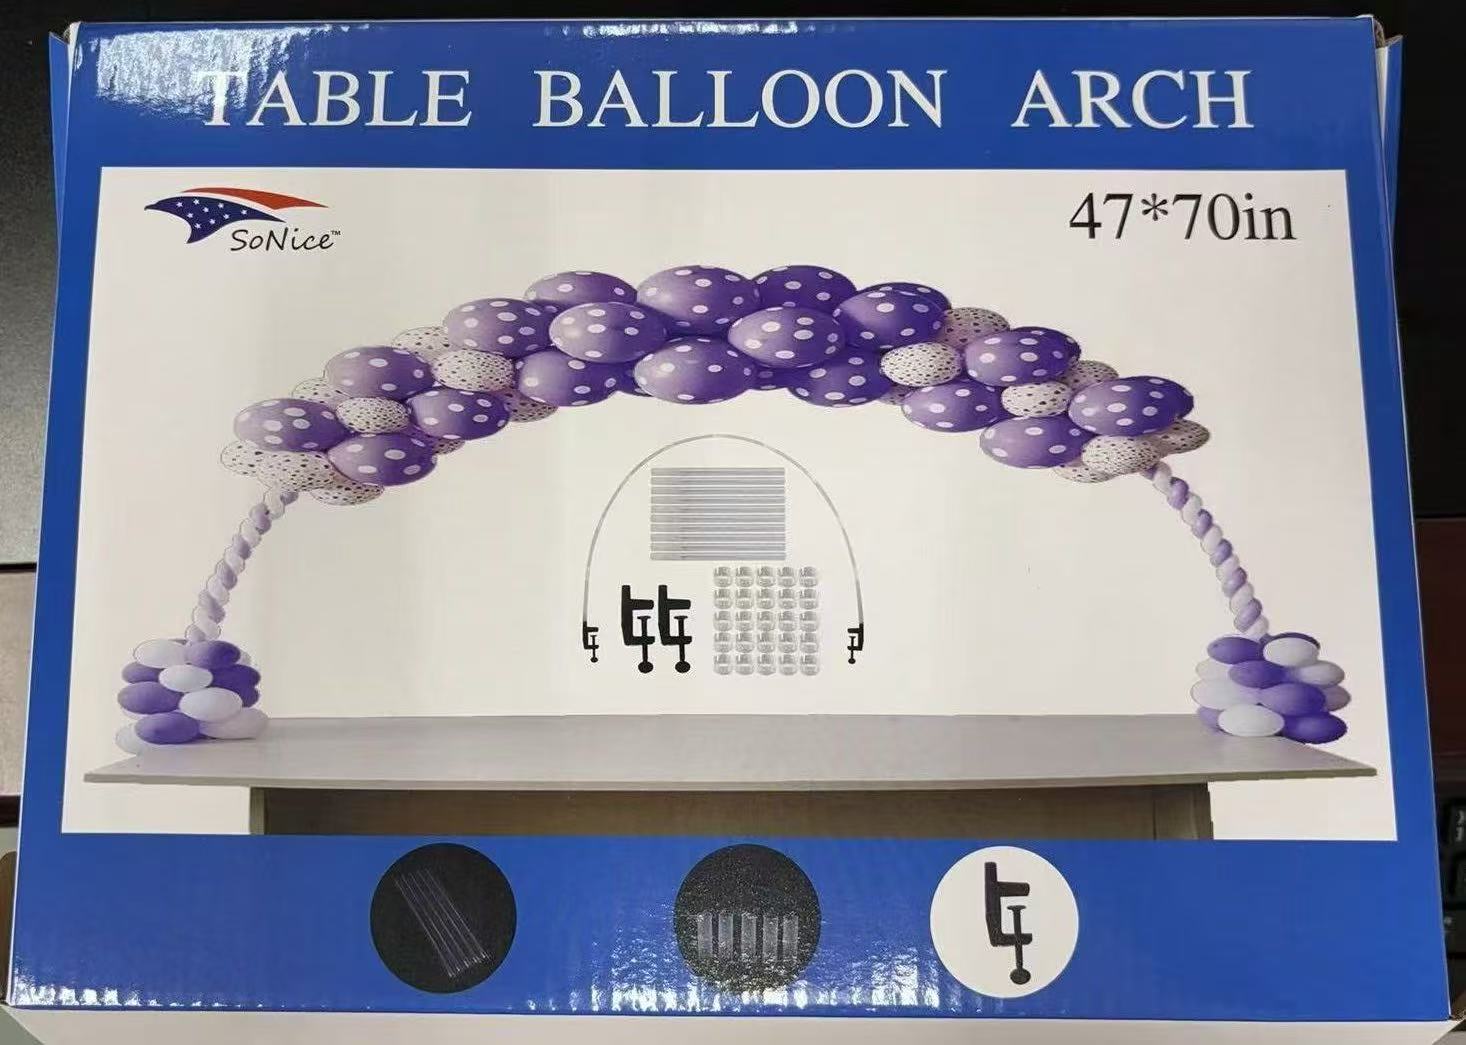 TABLE BALLOON ARCH
SoNice™
47*70in